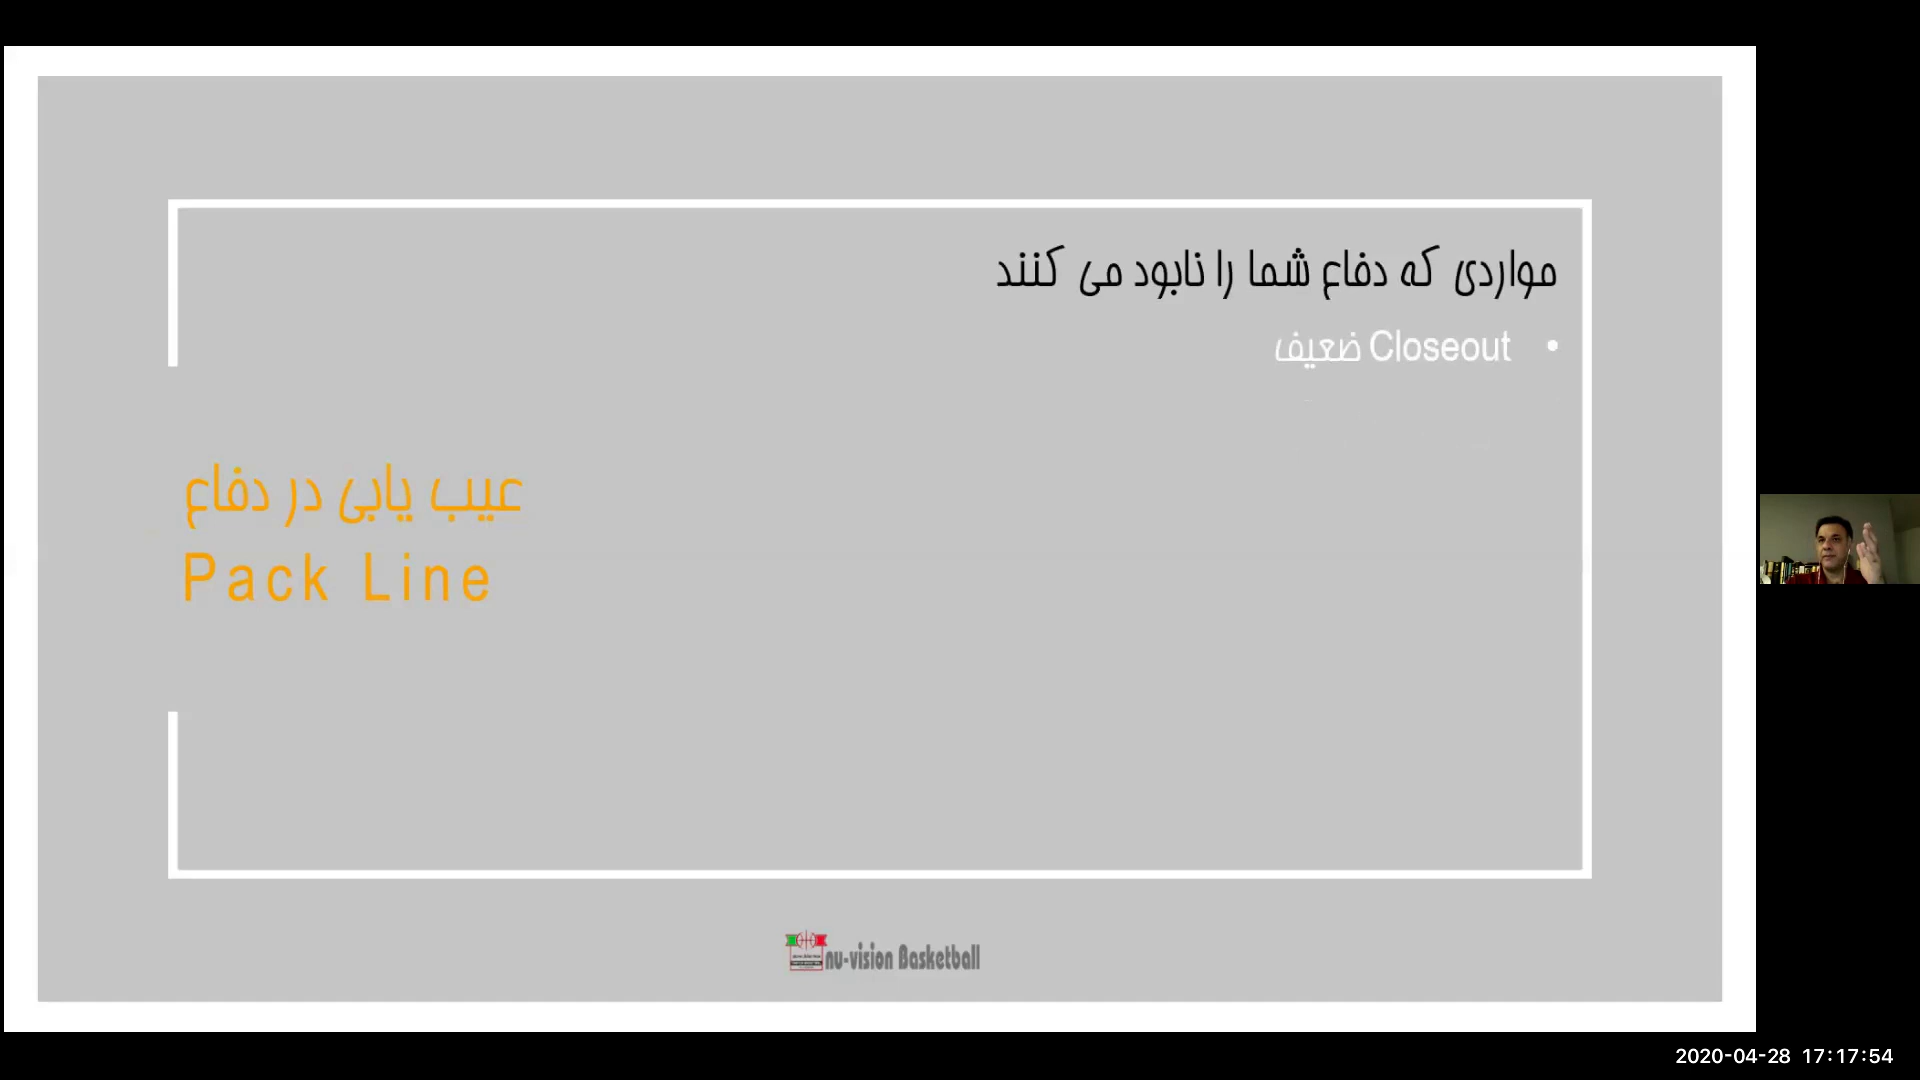 مواردی که دفاع شما را نابود می کنند
• Closeout ضعیف
عیب یابی در دفاع
Pack Line
nu-vision Basketball
2020-04-28 17:17:54